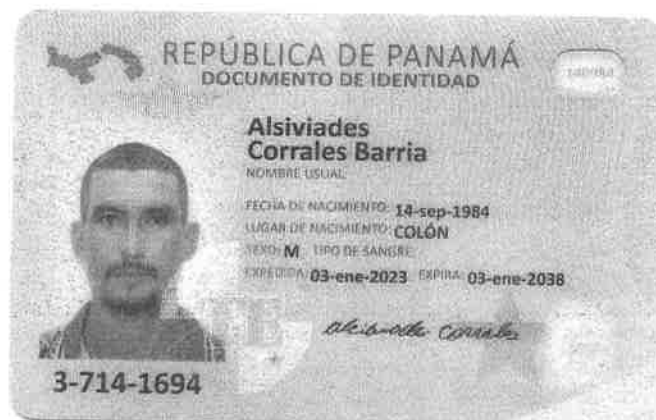 REPÚBLICA DE PANAMÁ
DOCUMENTO DE IDENTIDAD
Alsiviades
Corrales Barria
NOMBRE USUAL:
FECHA DE NACIMIENTO: 14-sep-1984
LUGAR DE NACIMIENTO: COLÓN
SEXO: M TIPO DE SANGRE:
EXPEDIDA: 03-ene-2023 EXPIRA: 03-ene-2038
Corrales
3-714-1694